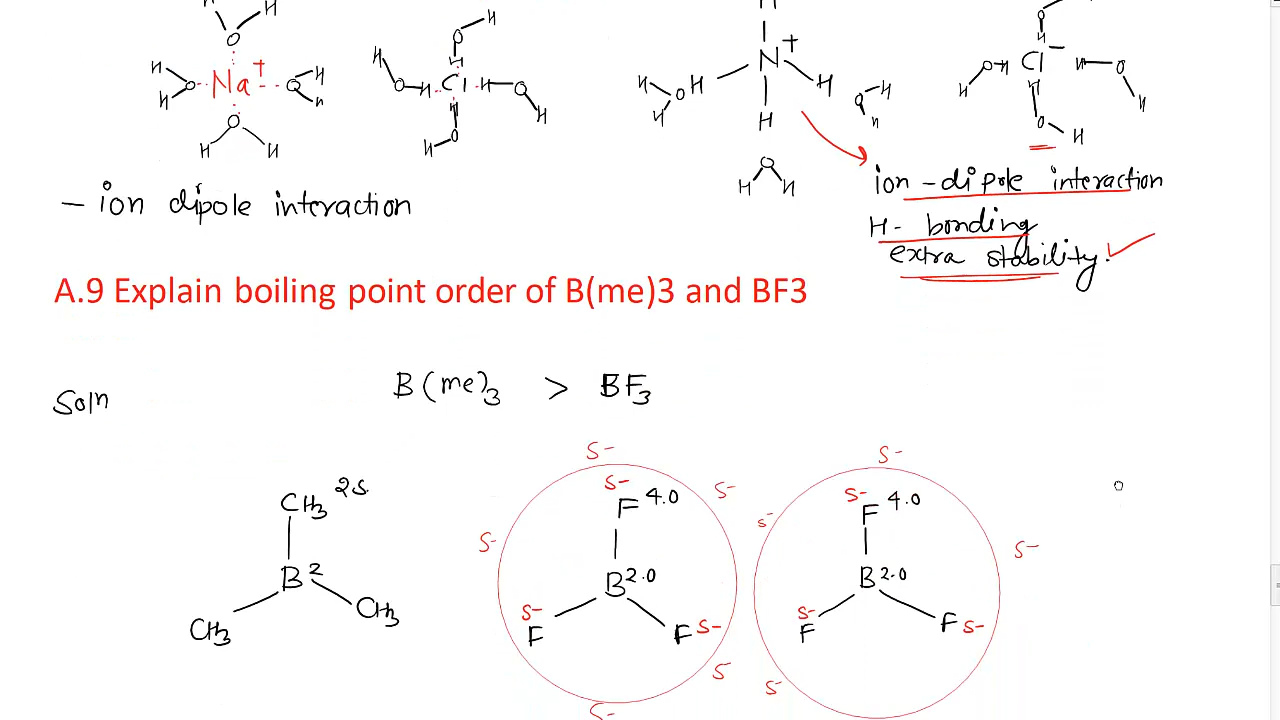 H H
O
H O Na+ O H
H H
O
H H
H
O
H
H O H Cl H O H
H
O
H
H
N+
H H H
H
H O
H
O H
H
O
H H
O
H
H O H Cl- H O H
H
O H
ion - dipole interaction
H - bonding
extra stability.
- ion dipole interaction
A.9 Explain boiling point order of B(me)3 and BF3
Soln
B(me)3 > BF3
CH3 2.5
B 2
CH3 CH3
S- S- S-
F 4.0
S-
B 2.0
S- F F S-
S-
S-
S-
S- F 4.0
S- S-
B 2.0
S- F F S-
S-